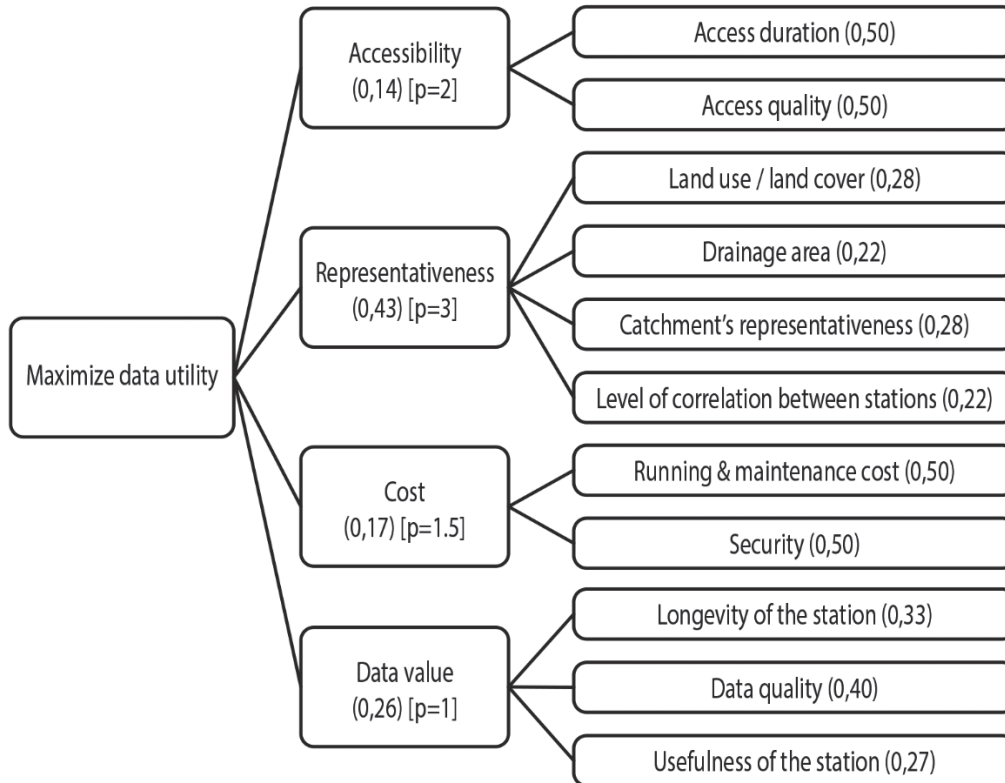 Maximize data utility
Accessibility
(0,14) [p=2]
Access duration (0,50)
Access quality (0,50)
Representativeness
(0,43) [p=3]
Land use / land cover (0,28)
Drainage area (0,22)
Catchment's representativeness (0,28)
Level of correlation between stations (0,22)
Cost
(0,17) [p=1.5]
Running & maintenance cost (0,50)
Security (0,50)
Data value
(0,26) [p=1]
Longevity of the station (0,33)
Data quality (0,40)
Usefulness of the station (0,27)